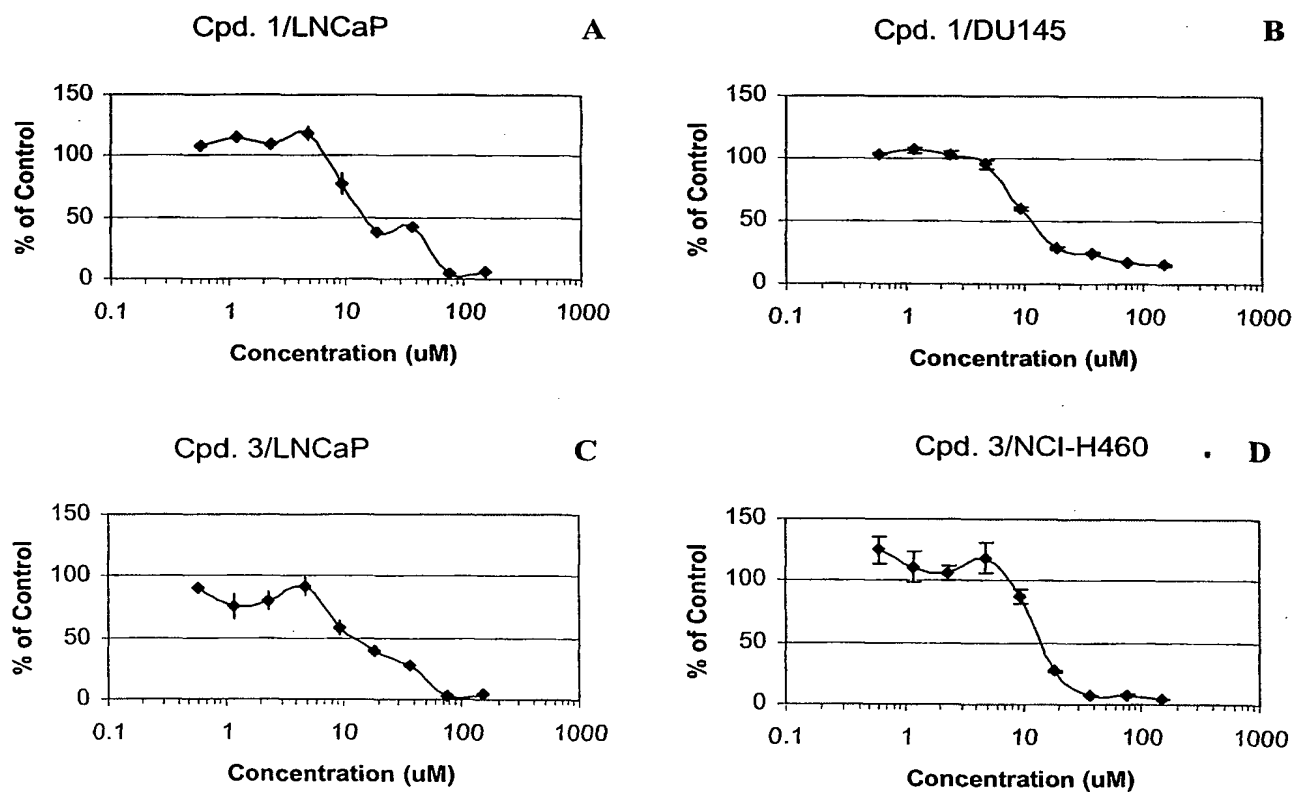 Cpd. 1/LNCaP A
150
100
50
0
% of Control
0.1 1 10 100 1000
Concentration (uM)
Cpd. 1/DU145 B
150
100
50
0
% of Control
0.1 1 10 100 1000
Concentration (uM)
Cpd. 3/LNCaP C
150
100
50
0
% of Control
0.1 1 10 100 1000
Concentration (uM)
Cpd. 3/NCI-H460 D
150
100
50
0
% of Control
0.1 1 10 100 1000
Concentration (uM)